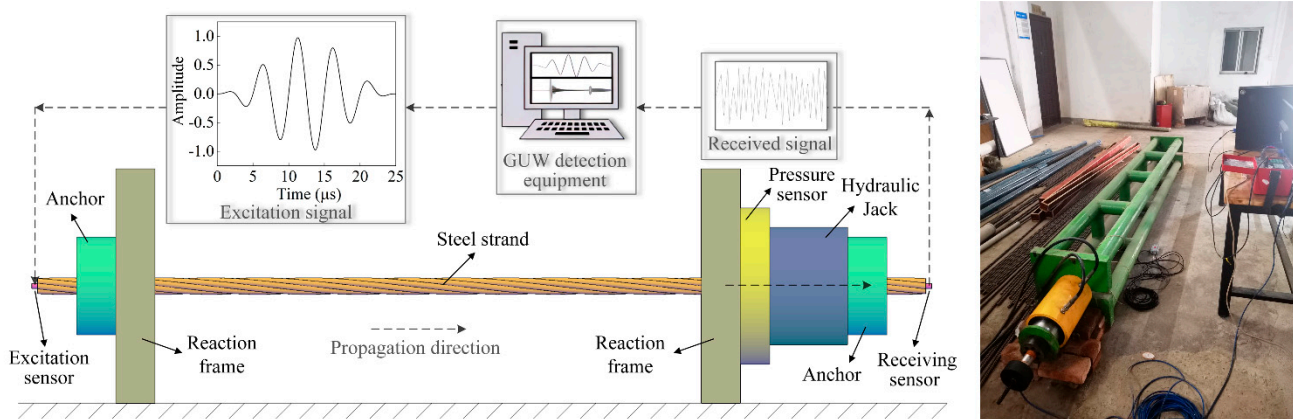 Amplitude
1.0
0.5
0.0
-0.5
-1.0
0 5 10 15 20 25
Time (μs)
Excitation signal
GUW detection
equipment
Received signal
Anchor
Pressure
sensor
Hydraulic
Jack
Steel strand
Excitation
sensor
Reaction
frame
Propagation direction
Reaction
frame
Anchor
Receiving
sensor